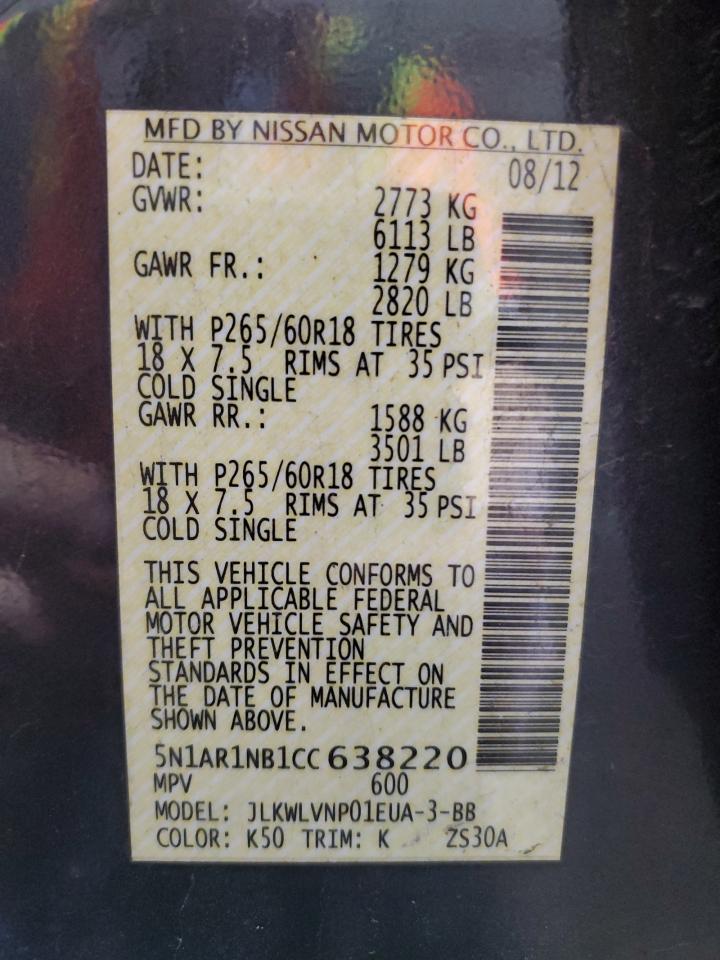 MFD BY NISSAN MOTOR CO., LTD.
DATE: 08/12
GVWR: 2773 KG
6113 LB
GAWR FR.: 1279 KG
2820 LB
WITH P265/60R18 TIRES
18 X 7.5 RIMS AT 35 PSI
COLD SINGLE
GAWR RR.: 1588 KG
3501 LB
WITH P265/60R18 TIRES
18 X 7.5 RIMS AT 35 PSI
COLD SINGLE
THIS VEHICLE CONFORMS TO
ALL APPLICABLE FEDERAL
MOTOR VEHICLE SAFETY AND
THEFT PREVENTION
STANDARDS IN EFFECT ON
THE DATE OF MANUFACTURE
SHOWN ABOVE.
5N1AR1NB1CC 638220
MPV 600
MODEL: JLKWLVNP01EUA-3-BB
COLOR: K50 TRIM: K ZS30A